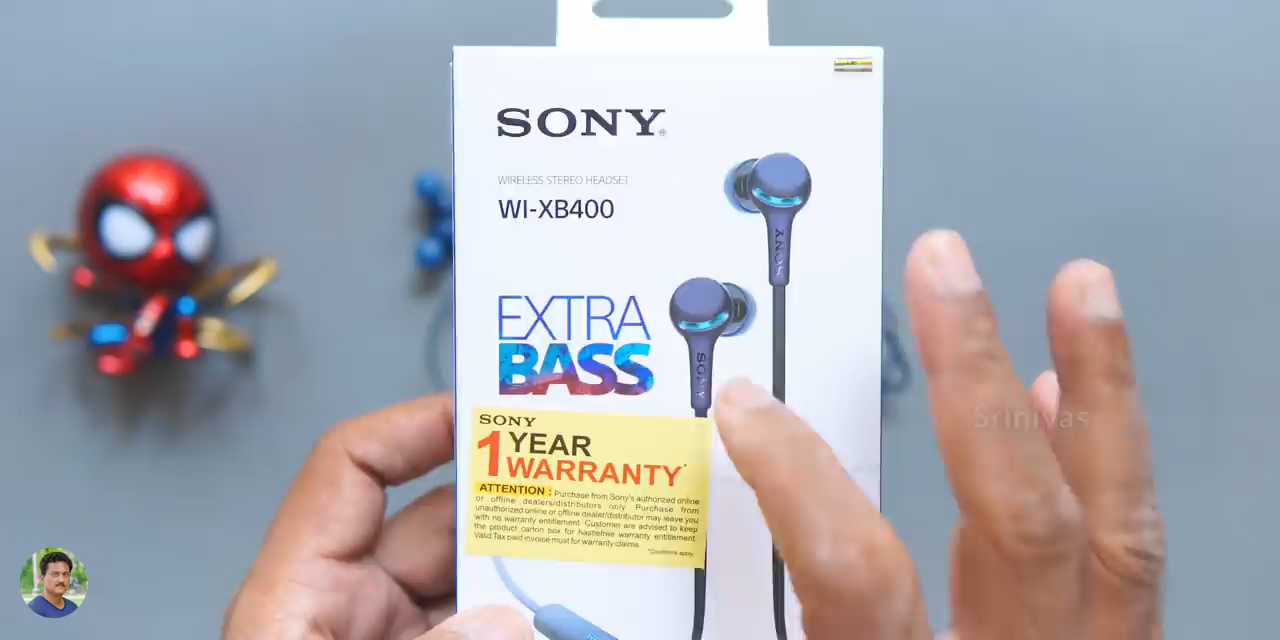 SONY®
WIRELESS STEREO HEADSET
WI-XB400
EXTRA
BASS
SONY
SONY
SONY
1 YEAR
WARRANTY*
ATTENTION : Purchase from Sony's authorized online
or offline dealers/distributors only. Purchase from
unauthorized online or offline dealer/distributor may leave you
with no warranty entitlement. Customer are advised to keep
the product carton box for hasslefree warranty entitlement.
Valid Tax paid invoice must for warranty claims.
*Conditions apply.
Srinivas